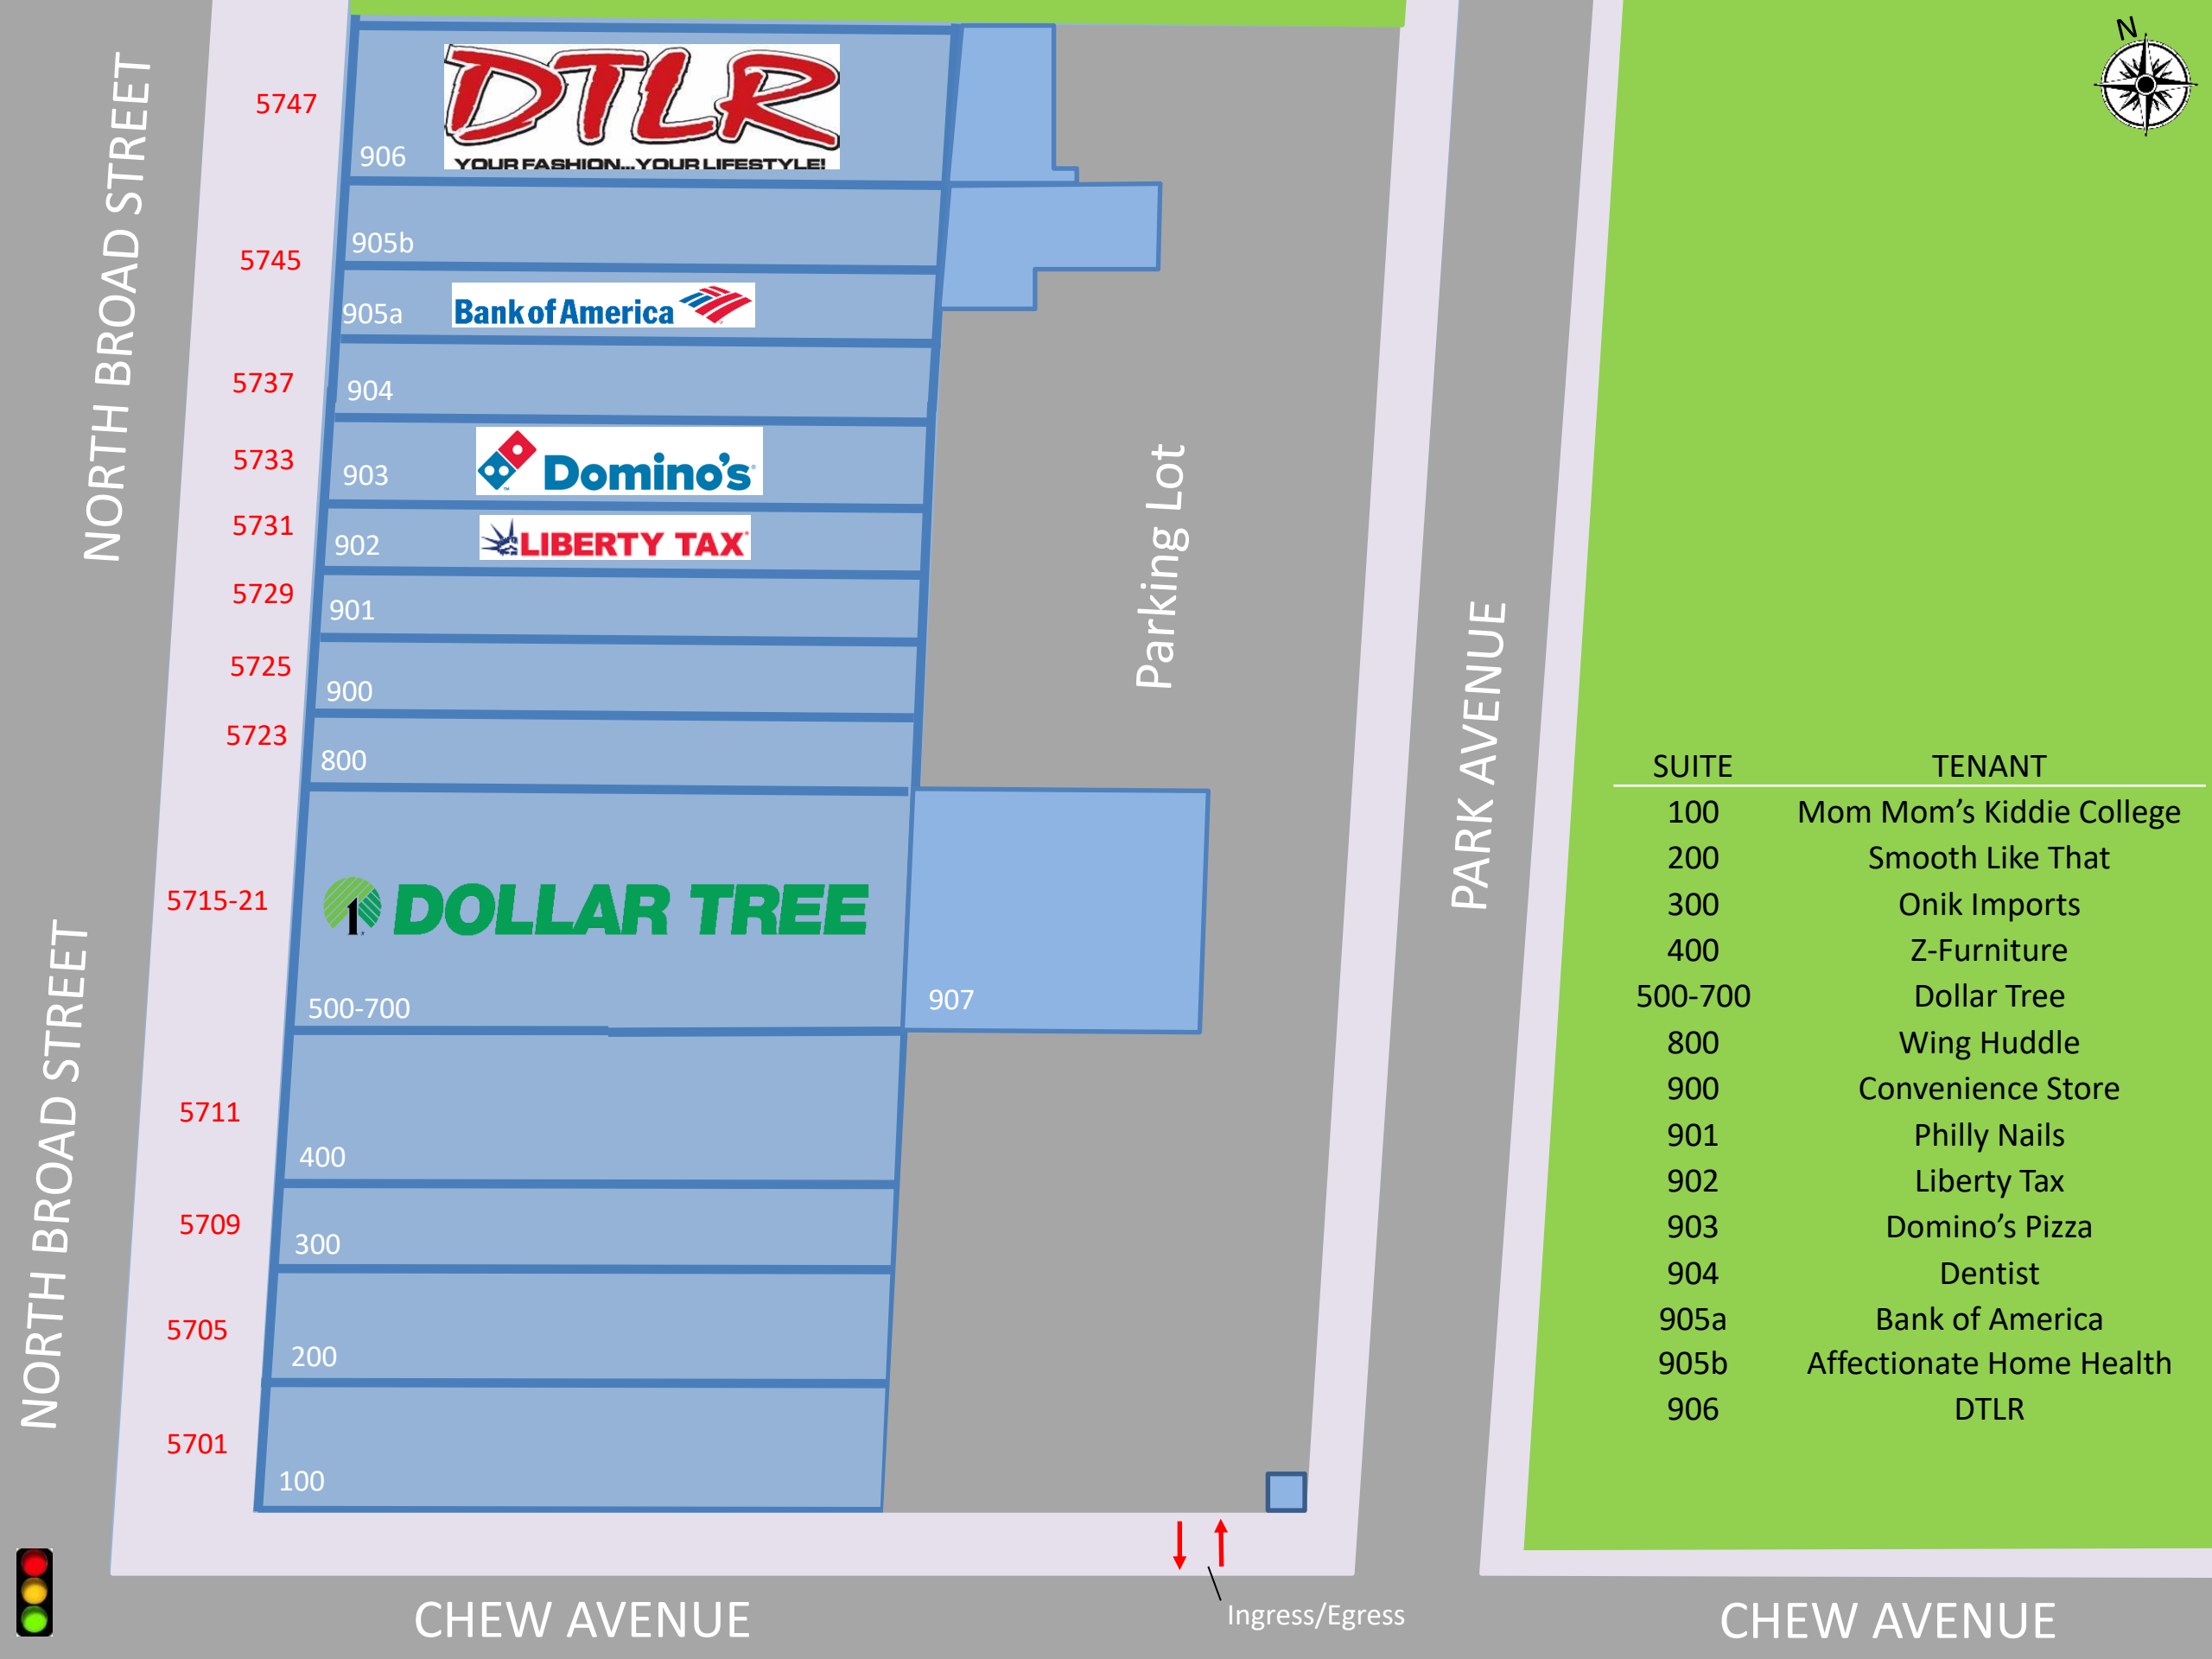 N
NORTH BROAD STREET
NORTH BROAD STREET
5747
906
DTLR
YOUR FASHION...YOUR LIFESTYLE!
5745
905b
905a
Bank of America
5737
904
5733
903
Domino's
5731
902
LIBERTY TAX
5729
901
5725
900
5723
800
5715-21
DOLLAR TREE
500-700
907
5711
400
5709
300
5705
200
5701
100
Parking Lot
PARK AVENUE
SUITE TENANT
100 Mom Mom’s Kiddie College
200 Smooth Like That
300 Onik Imports
400 Z-Furniture
500-700 Dollar Tree
800 Wing Huddle
900 Convenience Store
901 Philly Nails
902 Liberty Tax
903 Domino’s Pizza
904 Dentist
905a Bank of America
905b Affectionate Home Health
906 DTLR
CHEW AVENUE
Ingress/Egress
CHEW AVENUE